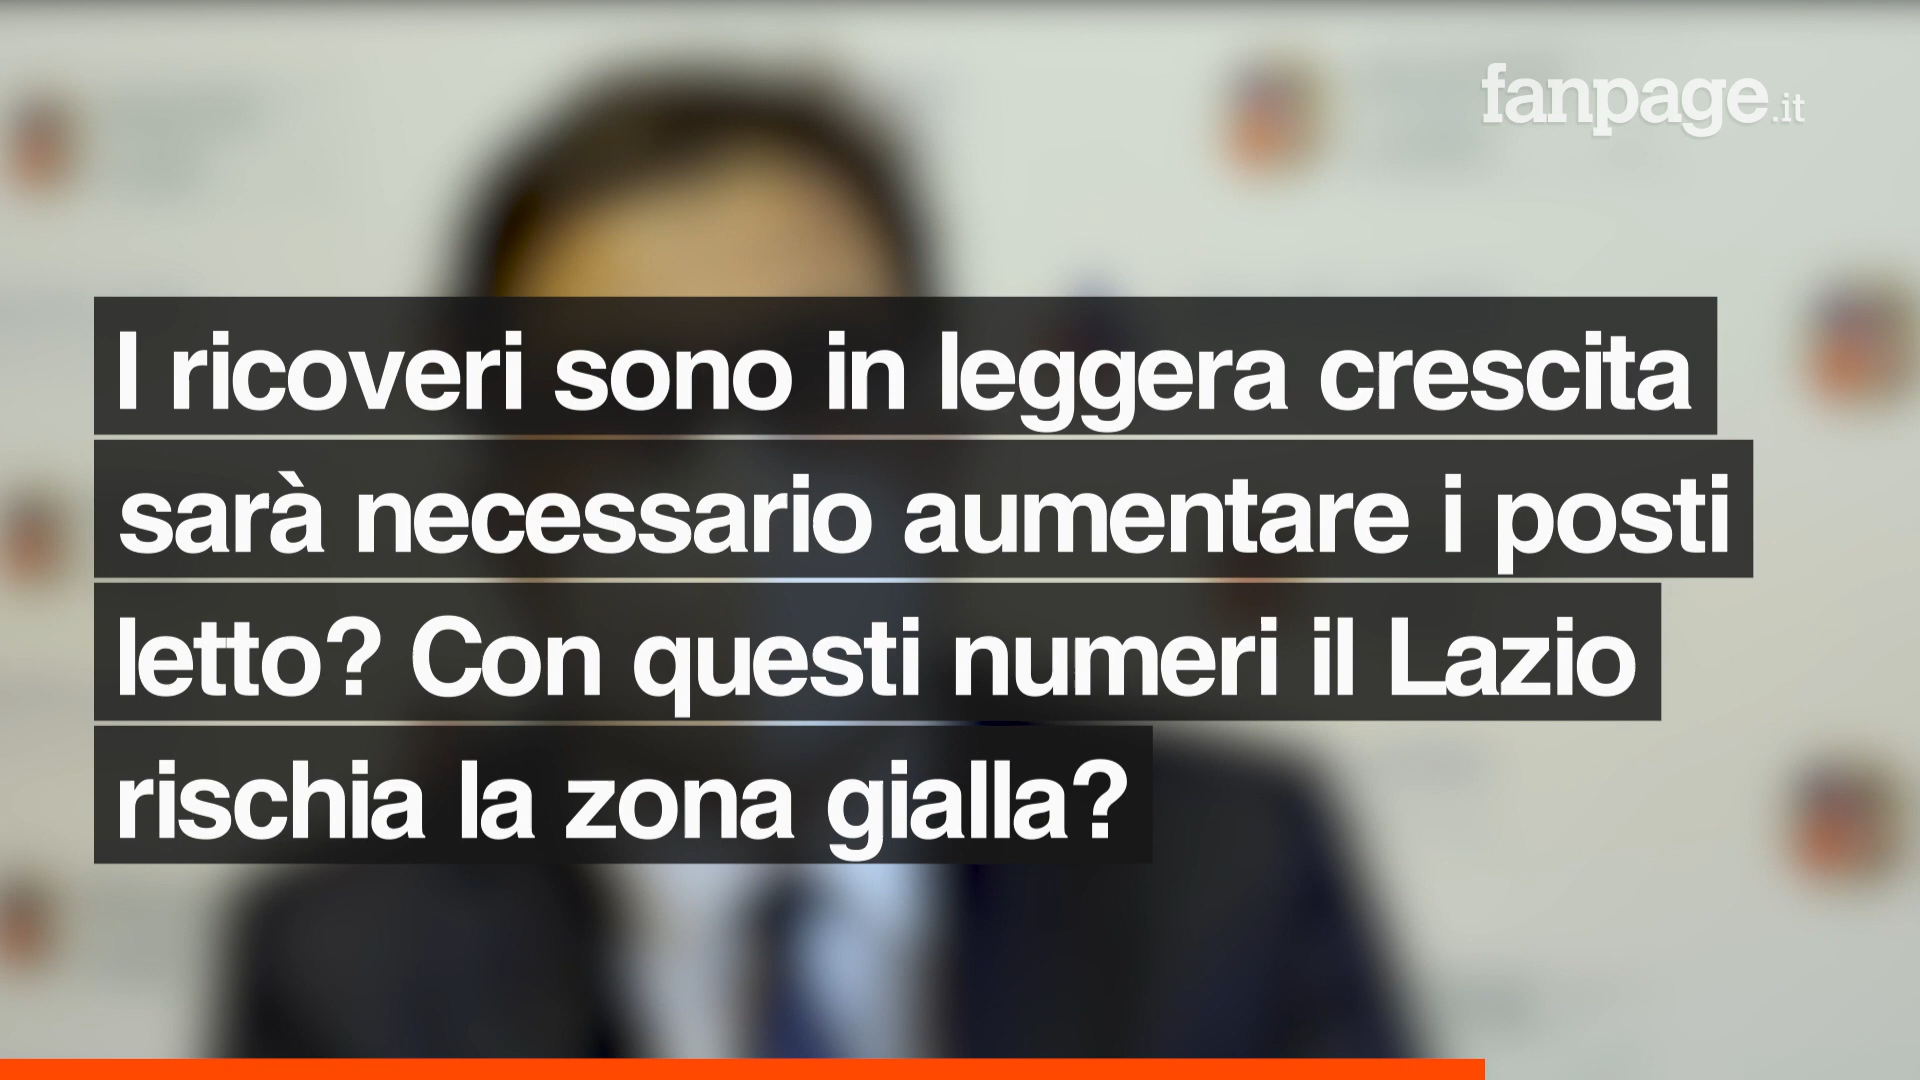 fanpage.it
I ricoveri sono in leggera crescita
sarà necessario aumentare i posti
letto? Con questi numeri il Lazio
rischia la zona gialla?